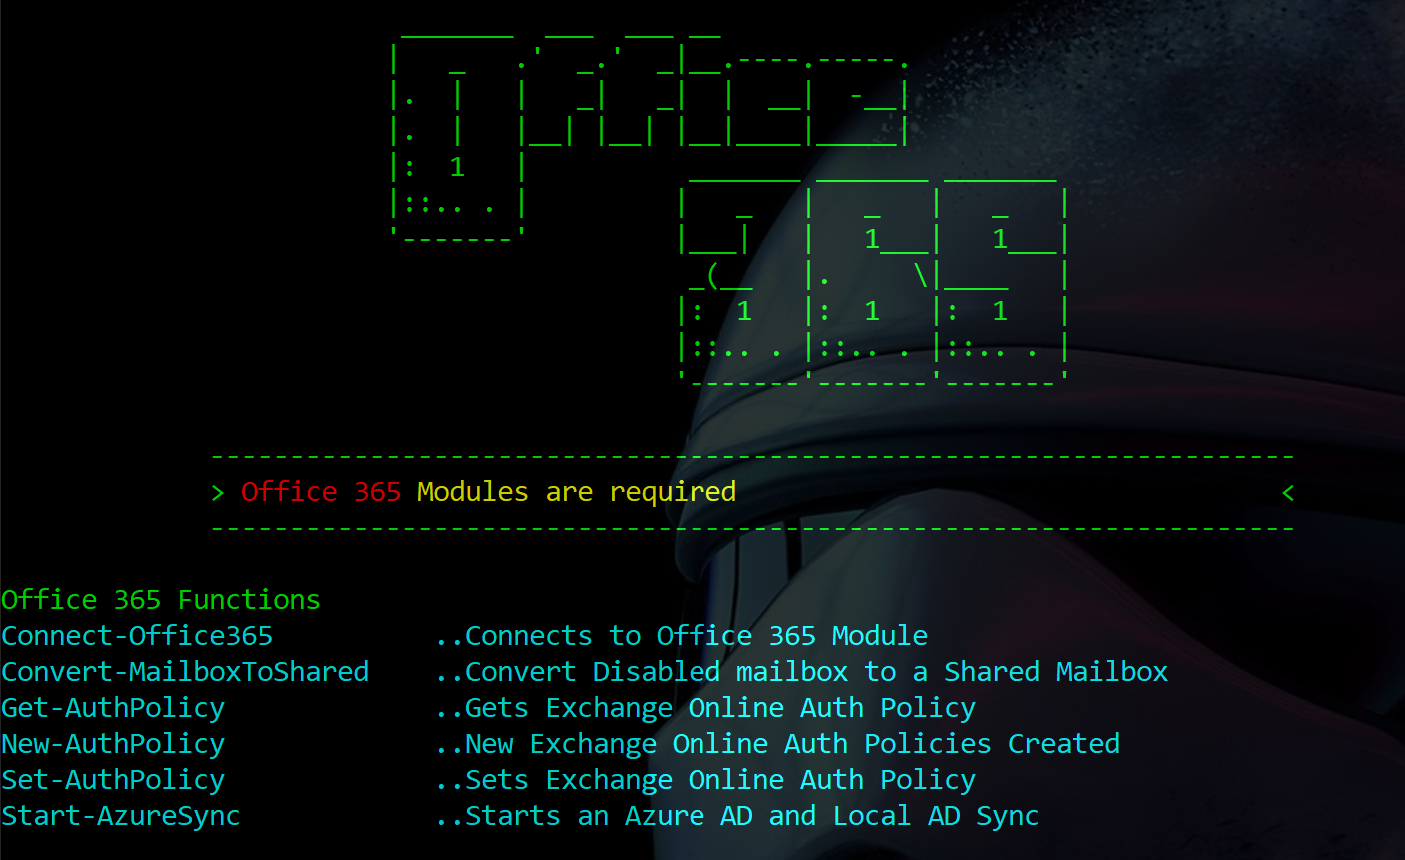 Office
365
> Office 365 Modules are required <
Office 365 Functions
Connect-Office365 ..Connects to Office 365 Module
Convert-MailboxToShared ..Convert Disabled mailbox to a Shared Mailbox
Get-AuthPolicy ..Gets Exchange Online Auth Policy
New-AuthPolicy ..New Exchange Online Auth Policies Created
Set-AuthPolicy ..Sets Exchange Online Auth Policy
Start-AzureSync ..Starts an Azure AD and Local AD Sync